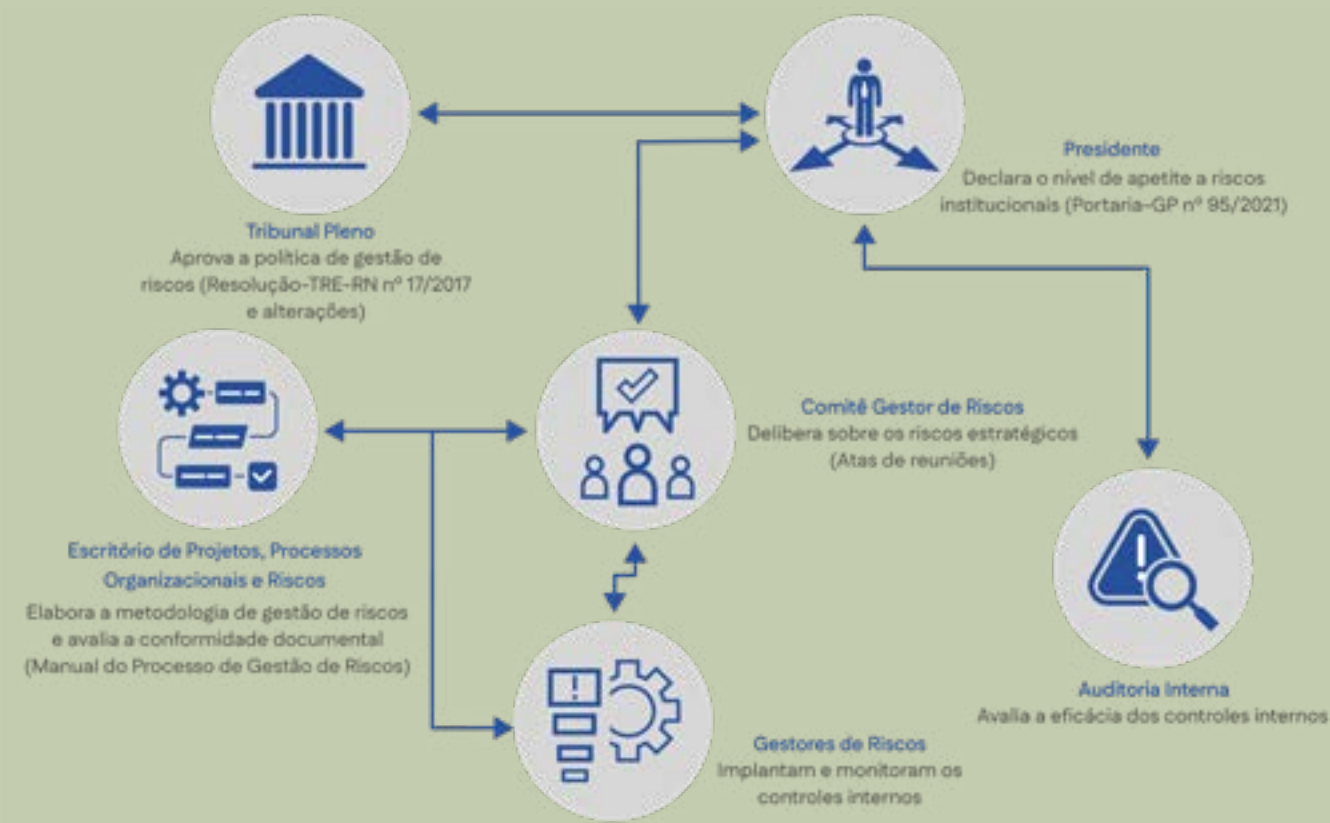 Tribunal Pleno
Aprova a política de gestão de
riscos (Resolução-TRE-RN nº 17/2017
e alterações)
Presidente
Declara o nível de apetite a riscos
institucionais (Portaria-GP nº 95/2021)
Comitê Gestor de Riscos
Delibera sobre os riscos estratégicos
(Atas de reuniões)
Escritório de Projetos, Processos
Organizacionais e Riscos
Elabora a metodologia de gestão de riscos
e avalia a conformidade documental
(Manual do Processo de Gestão de Riscos)
Gestores de Riscos
Implantam e monitoram os
controles internos
Auditoria Interna
Avalia a eficácia dos controles internos